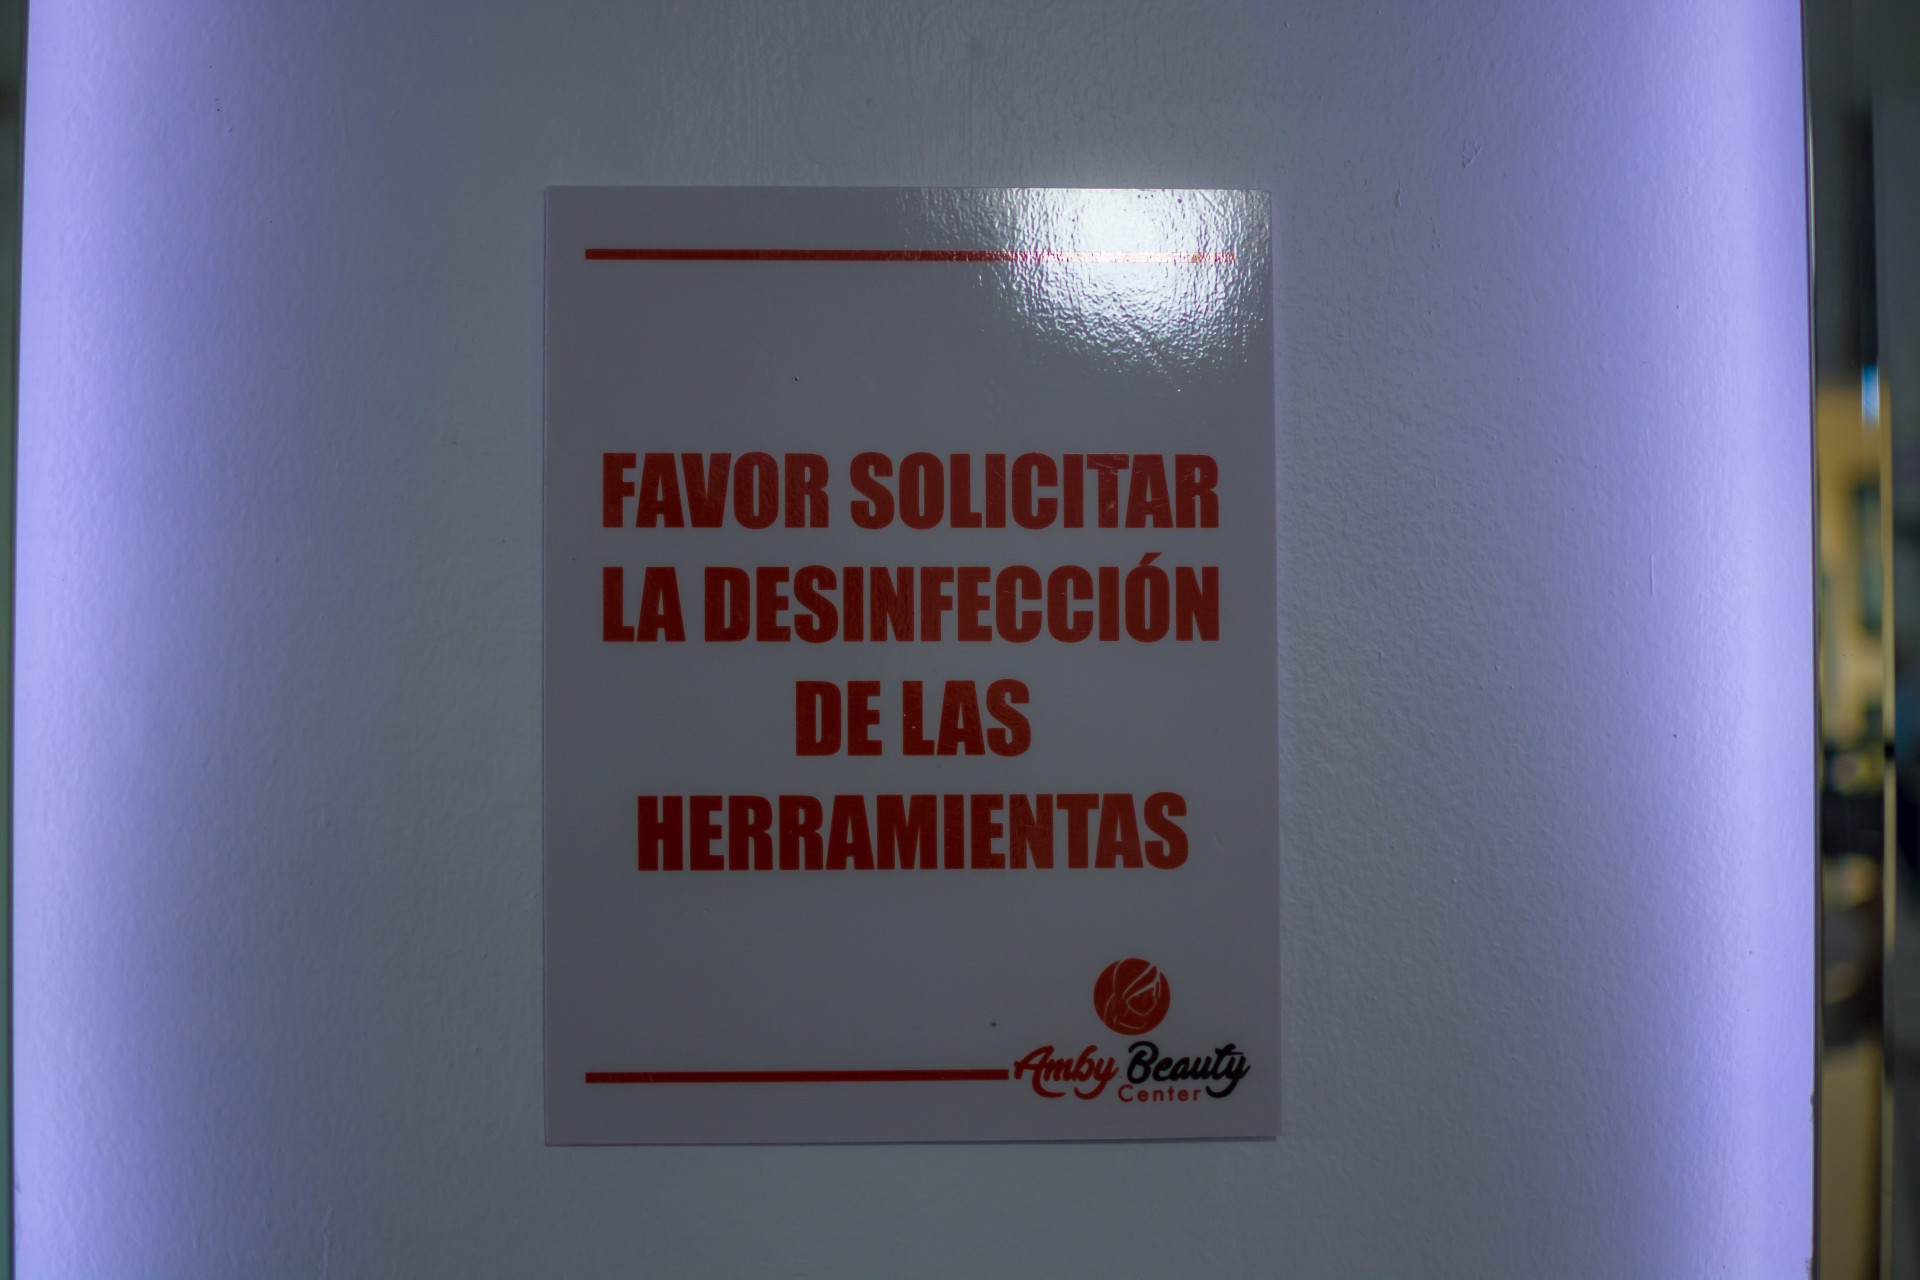 FAVOR SOLICITAR
LA DESINFECCIÓN
DE LAS
HERRAMIENTAS
Amby Beauty
Center